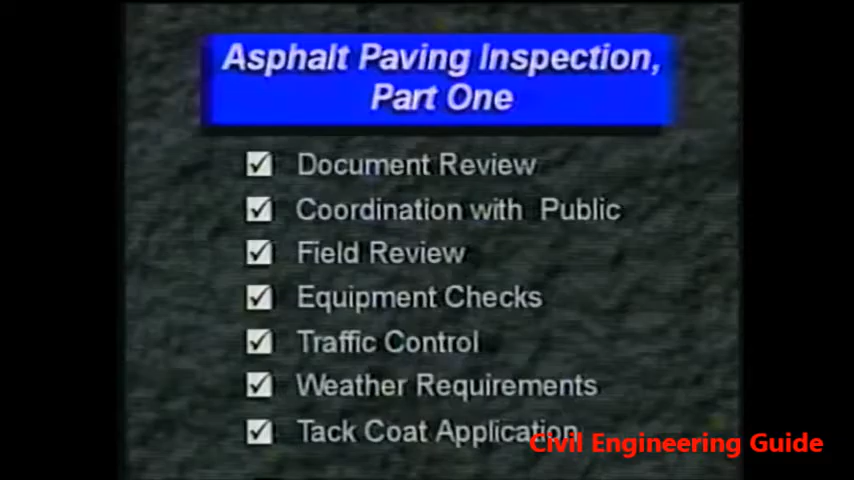 Asphalt Paving Inspection,
Part One
Document Review
Coordination with Public
Field Review
Equipment Checks
Traffic Control
Weather Requirements
Tack Coat Application
Civil Engineering Guide